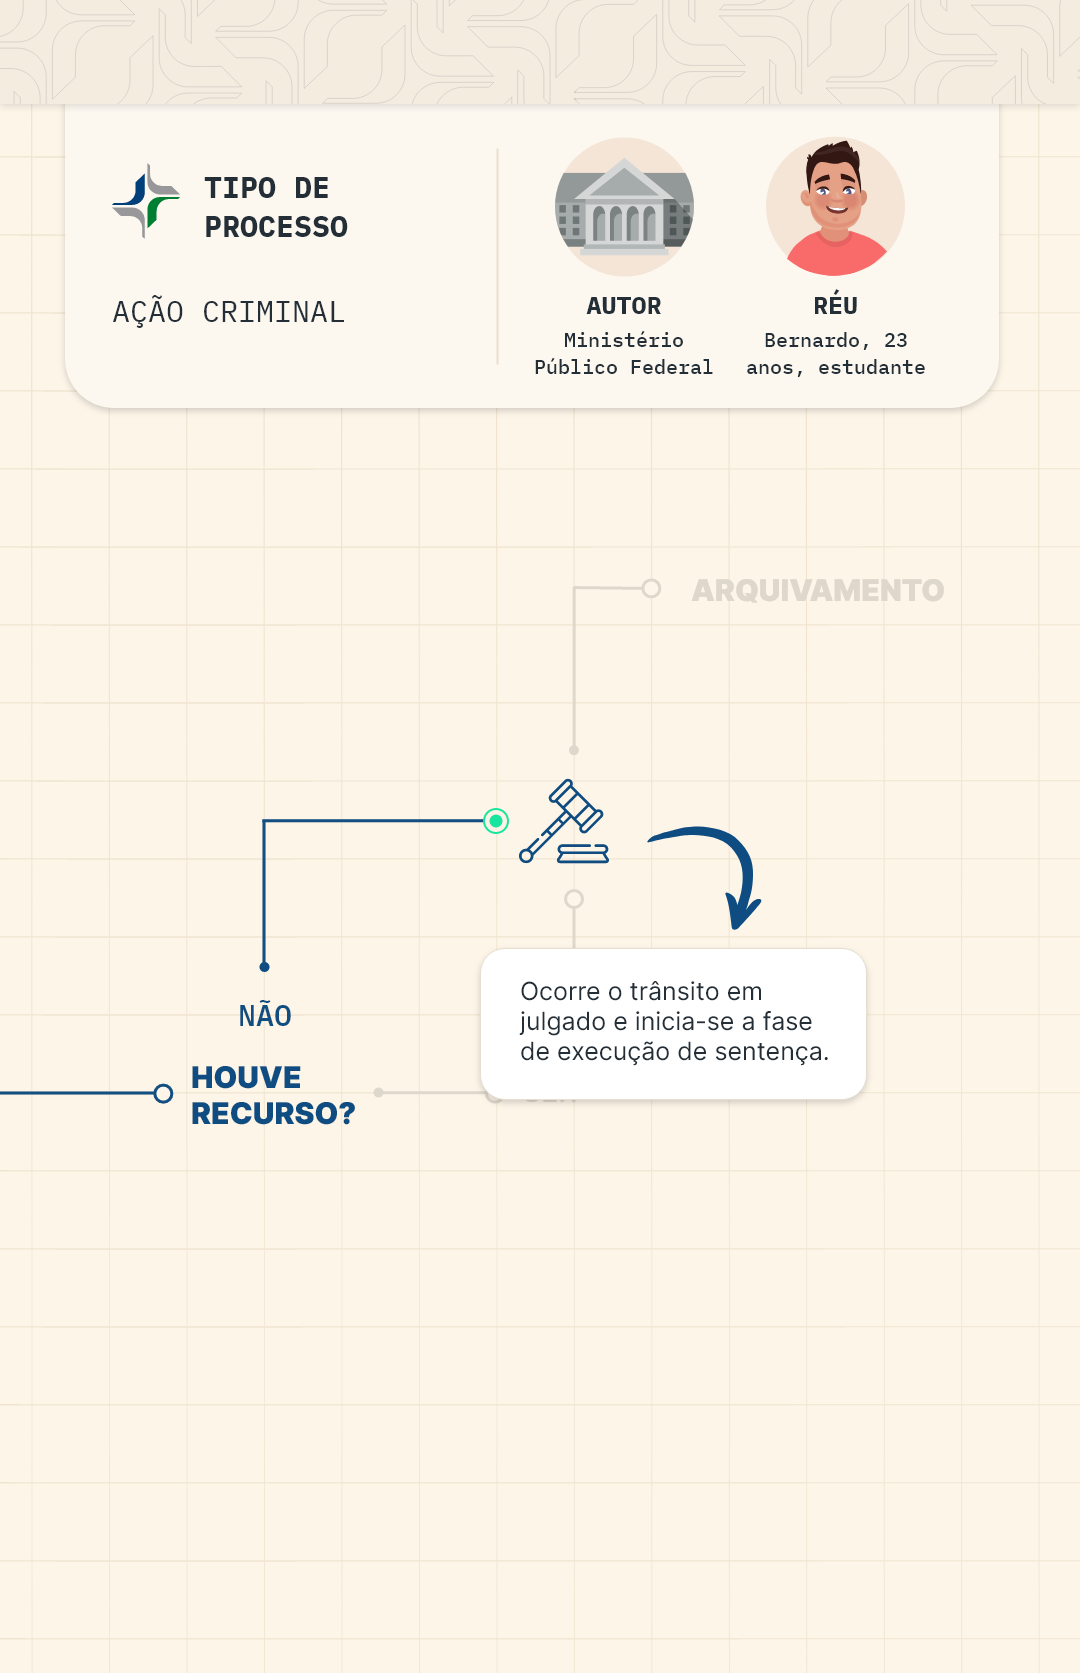 TIPO DE
PROCESSO
AÇÃO CRIMINAL
AUTOR
Ministério
Público Federal
RÉU
Bernardo, 23
anos, estudante
ARQUIVAMENTO
Ocorre o trânsito em
julgado e inicia-se a fase
de execução de sentença.
NÃO
HOUVE
RECURSO?